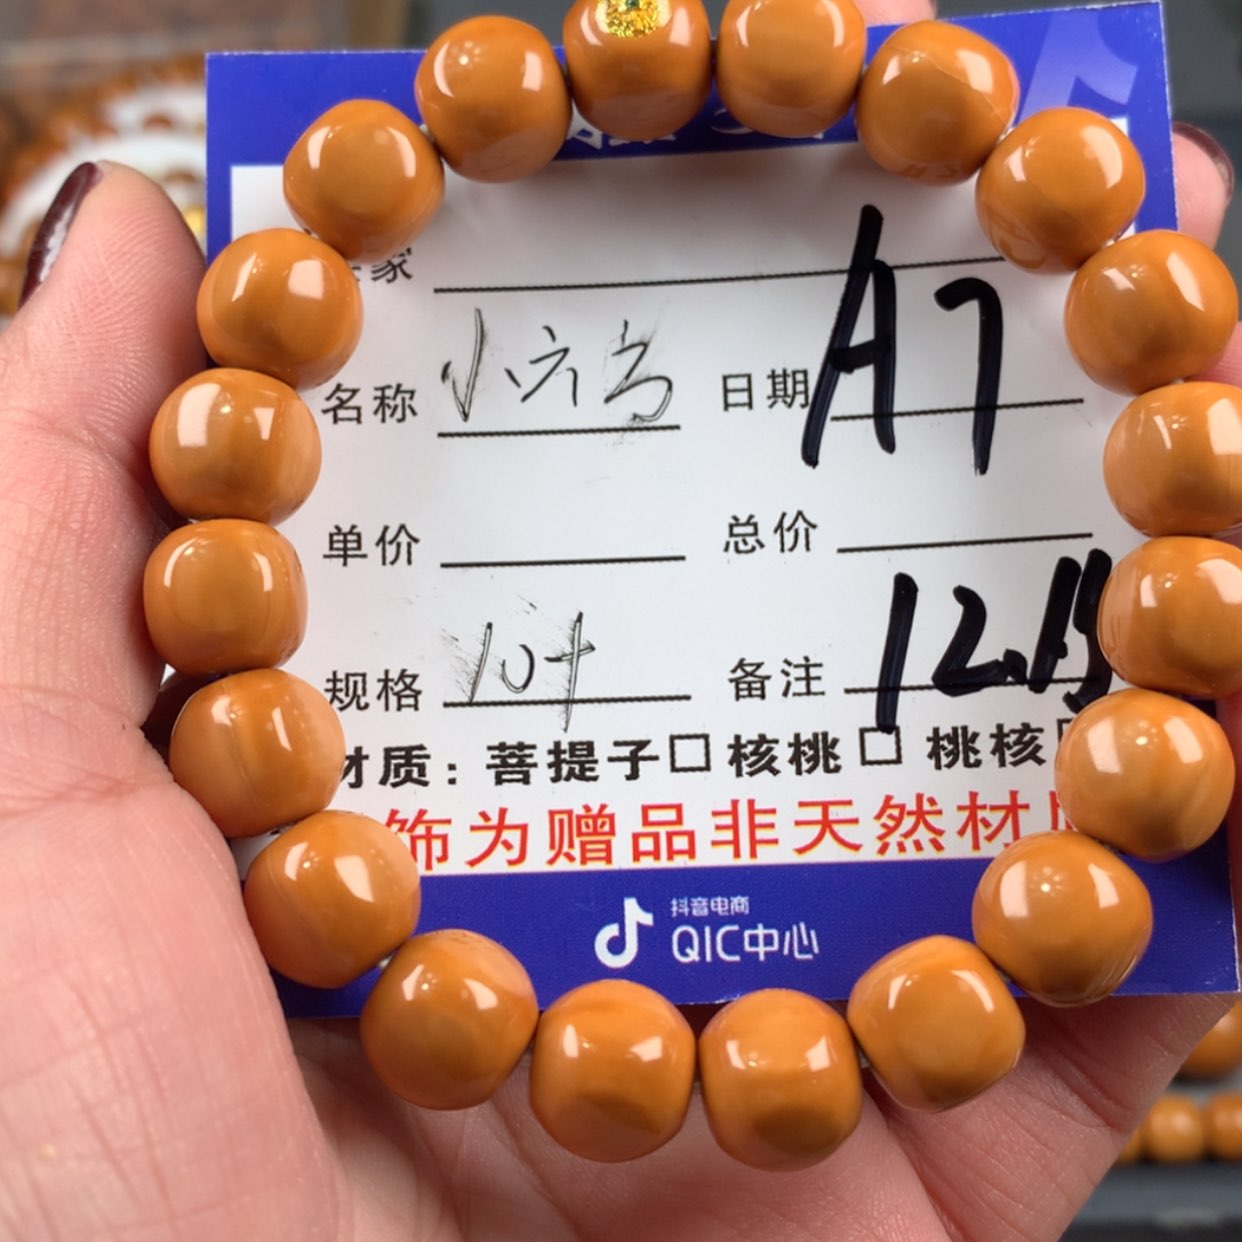 家
名称 小六 日期 A7
单价 总价
规格 10+ 备注 12.15
材质：菩提子□ 核桃□ 桃核
饰为赠品非天然材
抖音电商
QIC中心